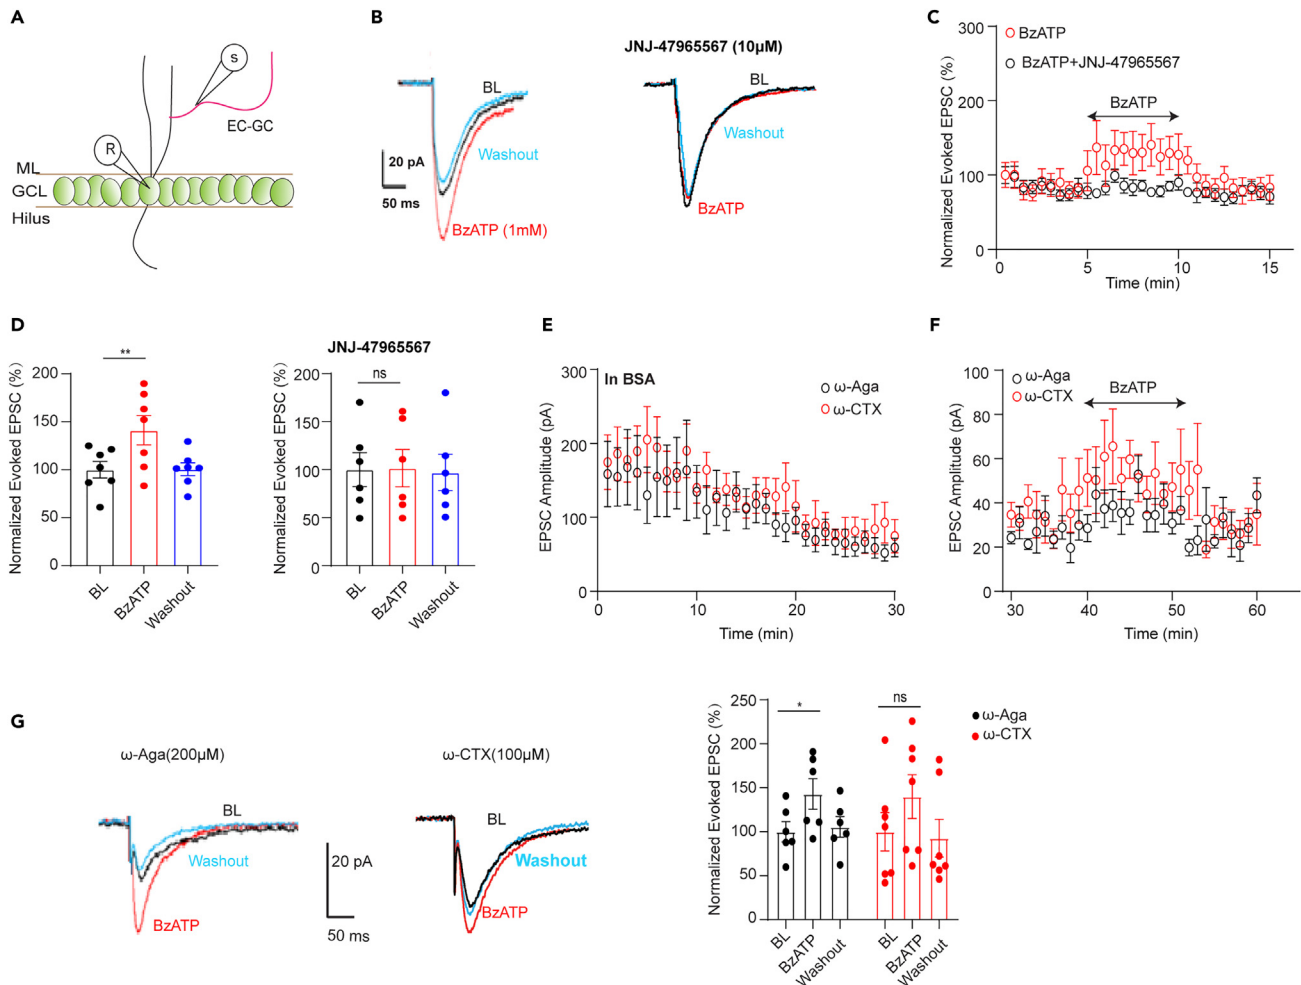 A
S
EC-GC
R
ML
GCL
Hilus
B
JNJ-47965567 (10µM)
BL
Washout
20 pA
50 ms
BzATP (1mM)
BL
Washout
BzATP
C
Normalized Evoked EPSC (%)
300
200
100
0
BzATP
BzATP+JNJ-47965567
BzATP
0 5 10 15
Time (min)
D
Normalized Evoked EPSC (%)
200
150
100
50
0
**
BL
BzATP
Washout
JNJ-47965567
Normalized Evoked EPSC (%)
200
150
100
50
0
ns
BL
BzATP
Washout
E
EPSC Amplitude (pA)
300
200
100
0
In BSA
ω-Aga
ω-CTX
0 10 20 30
Time (min)
F
EPSC Amplitude (pA)
100
80
60
40
20
0
ω-Aga
ω-CTX
BzATP
30 40 50 60
Time (min)
G
ω-Aga(200µM)
BL
Washout
BzATP
20 pA
50 ms
ω-CTX(100µM)
BL
Washout
BzATP
Normalized Evoked EPSC (%)
250
200
150
100
50
0
*
ns
ω-Aga
ω-CTX
BL
BzATP
Washout
BL
BzATP
Washout